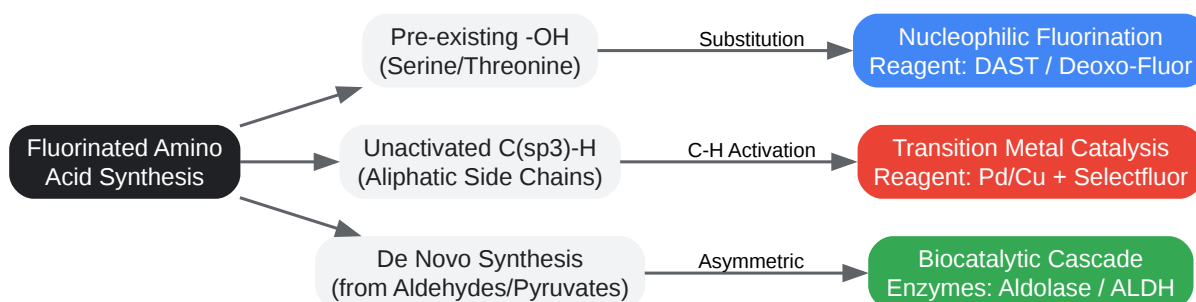 Fluorinated Amino
Acid Synthesis
Pre-existing -OH
(Serine/Threonine)
Substitution
Nucleophilic Fluorination
Reagent: DAST / Deoxo-Fluor
Unactivated C(sp3)-H
(Aliphatic Side Chains)
C-H Activation
Transition Metal Catalysis
Reagent: Pd/Cu + Selectfluor
De Novo Synthesis
(from Aldehydes/Pyruvates)
Asymmetric
Biocatalytic Cascade
Enzymes: Aldolase / ALDH